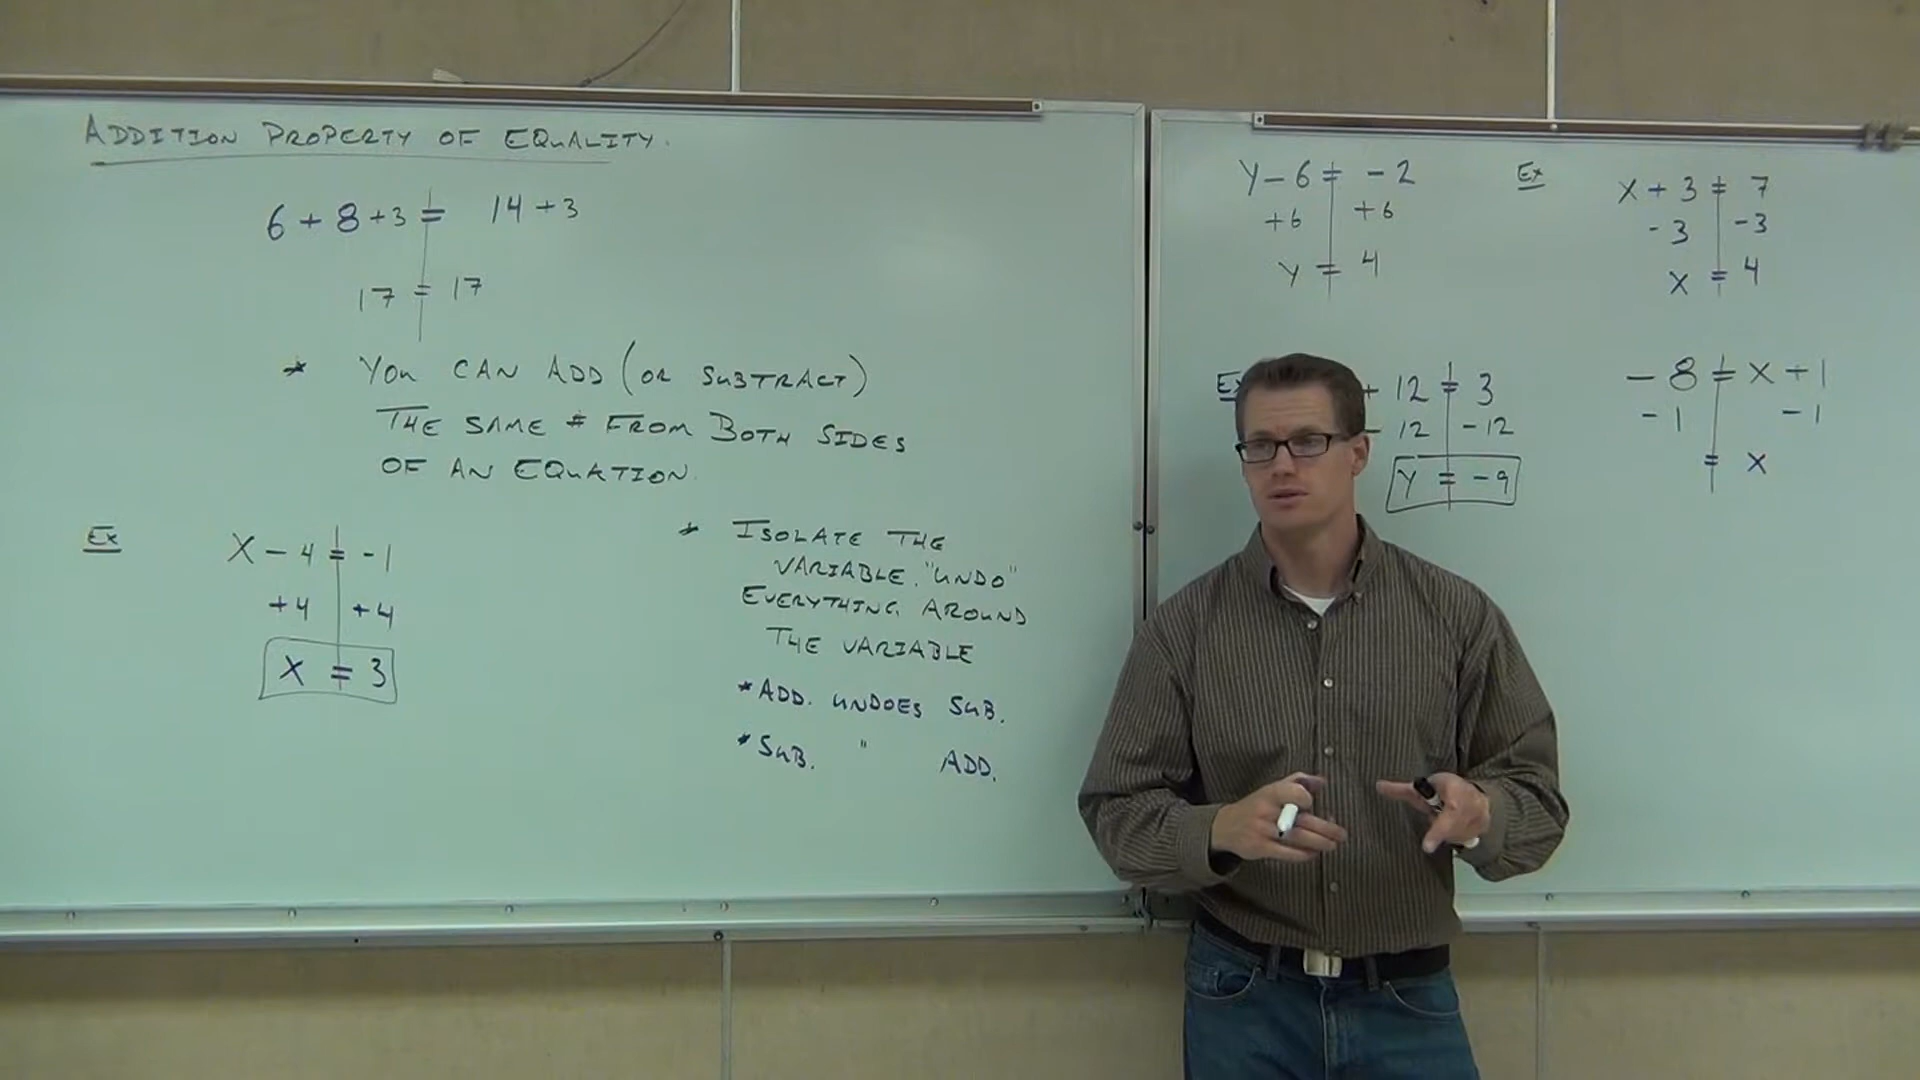 ADDITION PROPERTY OF EQUALITY.
6 + 8 + 3 = 14 + 3
17 = 17
* YOU CAN ADD (OR SUBTRACT)
THE SAME # FROM BOTH SIDES
OF AN EQUATION.
Ex X - 4 = -1
+4 +4
X = 3
* ISOLATE THE
VARIABLE. "UNDO"
EVERYTHING AROUND
THE VARIABLE
* ADD. UNDOES SUB.
* SUB. " ADD.
Y - 6 = -2
+6 +6
Y = 4
Ex X + 3 = 7
-3 -3
X = 4
Ex + 12 = 3
- 12 -12
Y = -9
-8 = X + 1
-1 -1
= X